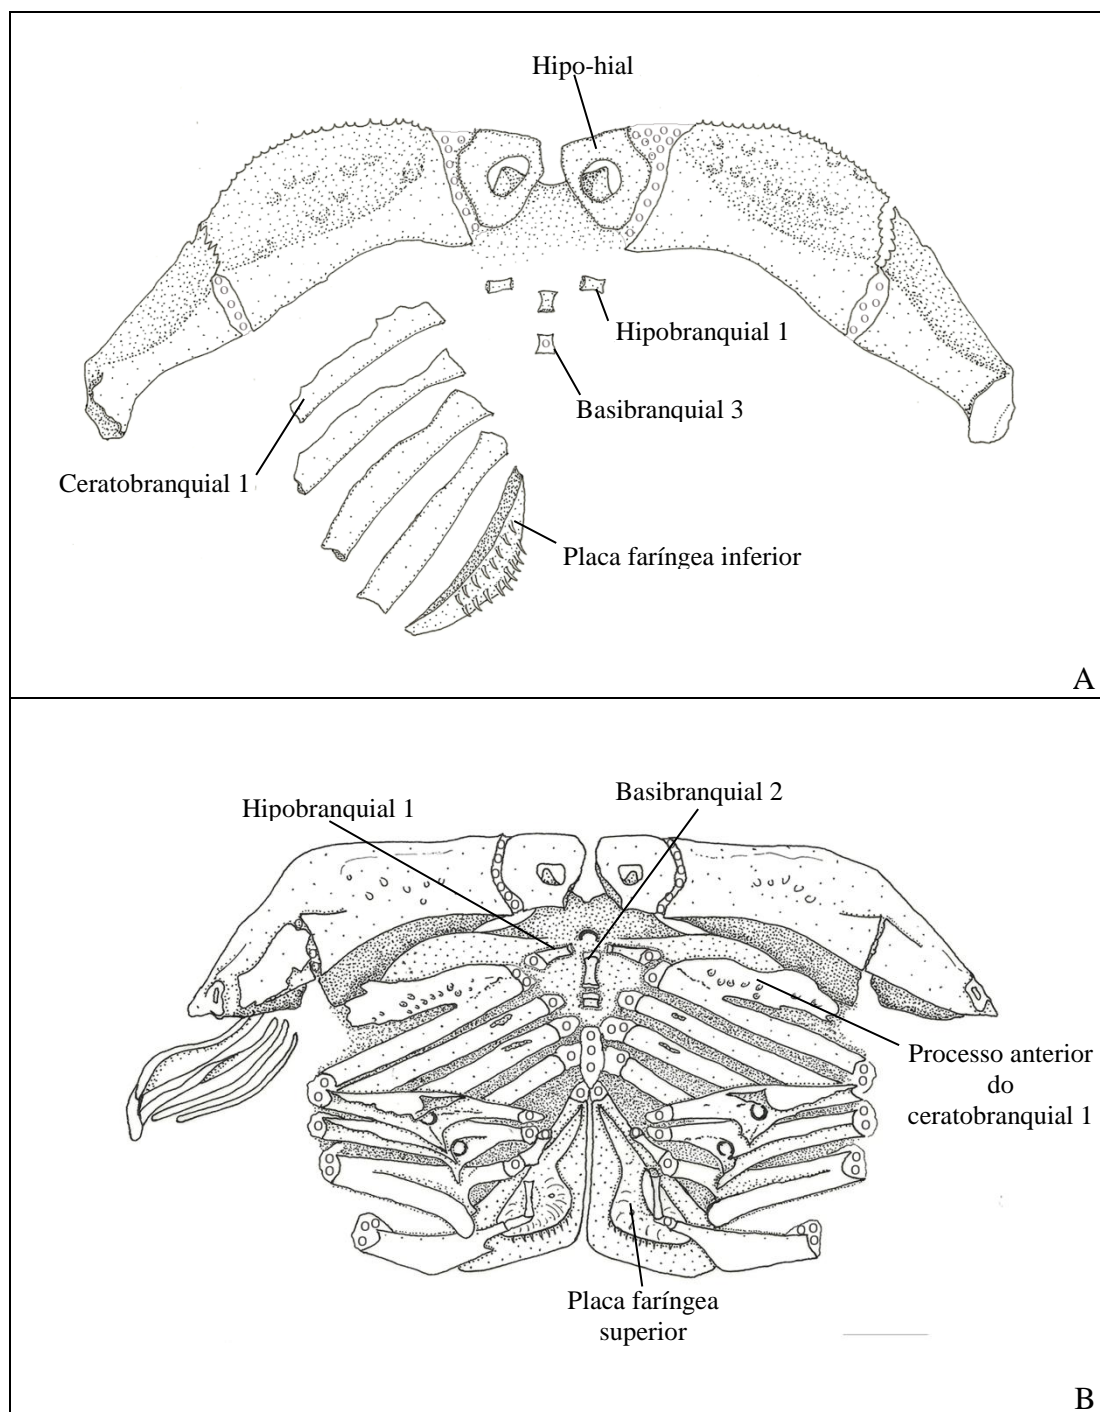 Hipo-hial
Hipobranquial 1
Basibranquial 3
Ceratobranquial 1
Placa faríngea inferior
A
Basibranquial 2
Hipobranquial 1
Processo anterior
do
ceratobranquial 1
Placa faríngea
superior
B